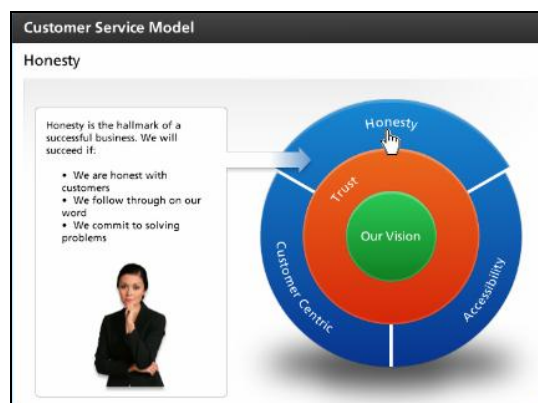 Customer Service Model
Honesty
Honesty is the hallmark of a
successful business. We will
succeed if:
• We are honest with
customers
• We follow through on our
word
• We commit to solving
problems
Honesty
Trust
Our Vision
Customer Centric
Accessibility